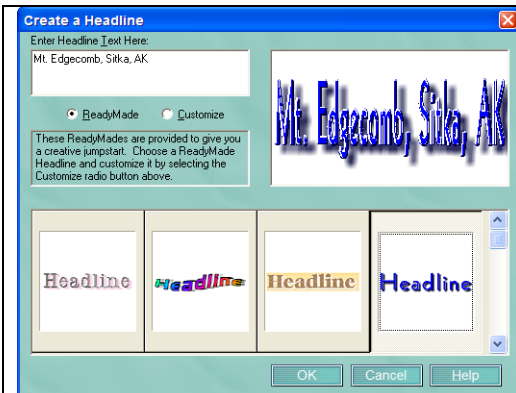 Create a Headline
Enter Headline Text Here:
Mt. Edgecomb, Sitka, AK
ReadyMade
Customize
These ReadyMades are provided to give you
a creative jumpstart. Choose a ReadyMade
Headline and customize it by selecting the
Customize radio button above.
Mt. Edgecomb, Sitka, AK
Headline
Headline
Headline
Headline
OK
Cancel
Help